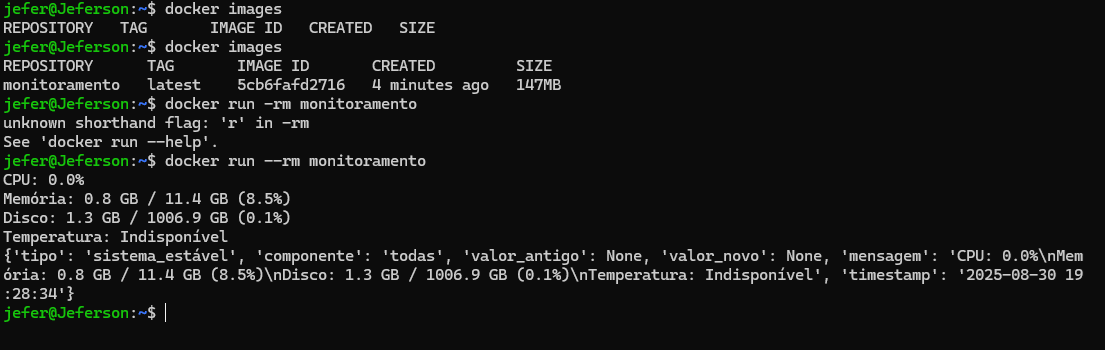 jefer@Jeferson:~$ docker images
REPOSITORY   TAG       IMAGE ID   CREATED   SIZE
jefer@Jeferson:~$ docker images
REPOSITORY      TAG       IMAGE ID       CREATED         SIZE
monitoramento   latest    5cb6fafd2716   4 minutes ago   147MB
jefer@Jeferson:~$ docker run -rm monitoramento
unknown shorthand flag: 'r' in -rm
See 'docker run --help'.
jefer@Jeferson:~$ docker run --rm monitoramento
CPU: 0.0%
Memória: 0.8 GB / 11.4 GB (8.5%)
Disco: 1.3 GB / 1006.9 GB (0.1%)
Temperatura: Indisponível
{'tipo': 'sistema_estável', 'componente': 'todas', 'valor_antigo': None, 'valor_novo': None, 'mensagem': 'CPU: 0.0%\nMem
ória: 0.8 GB / 11.4 GB (8.5%)\nDisco: 1.3 GB / 1006.9 GB (0.1%)\nTemperatura: Indisponível', 'timestamp': '2025-08-30 19
:28:34'}
jefer@Jeferson:~$